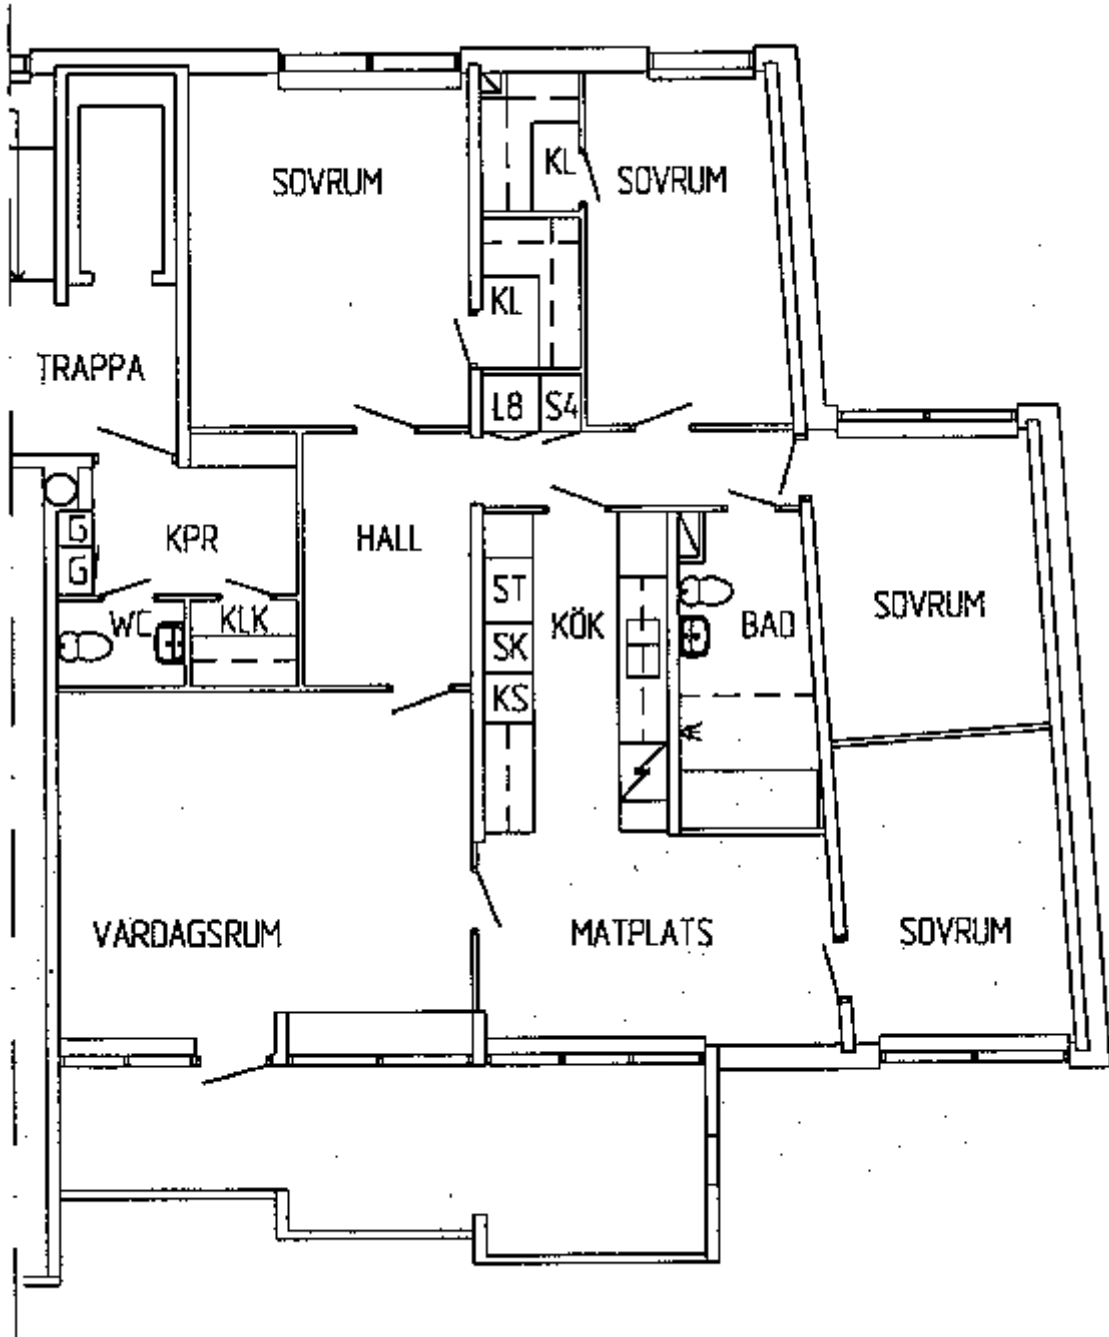 SOVRUM
KL
SOVRUM
KL
TRAPPA
L8
S4
G
KPR
HALL
G
ST
WC
KLK
KÖK
BAD
SOVRUM
SK
KS
VARDAGSRUM
MATPLATS
SOVRUM